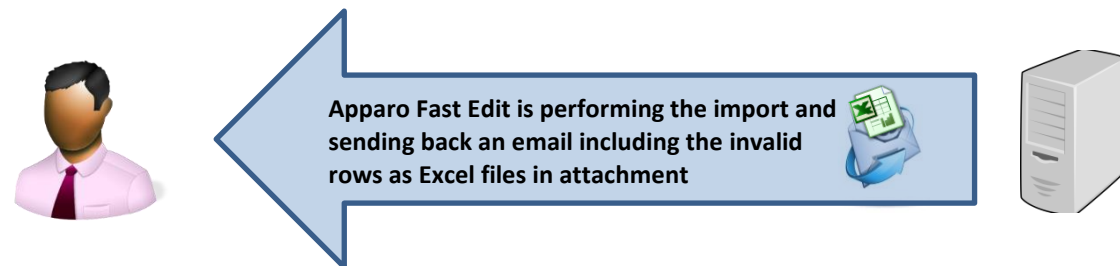 Apparo Fast Edit is performing the import and
sending back an email including the invalid
rows as Excel files in attachment